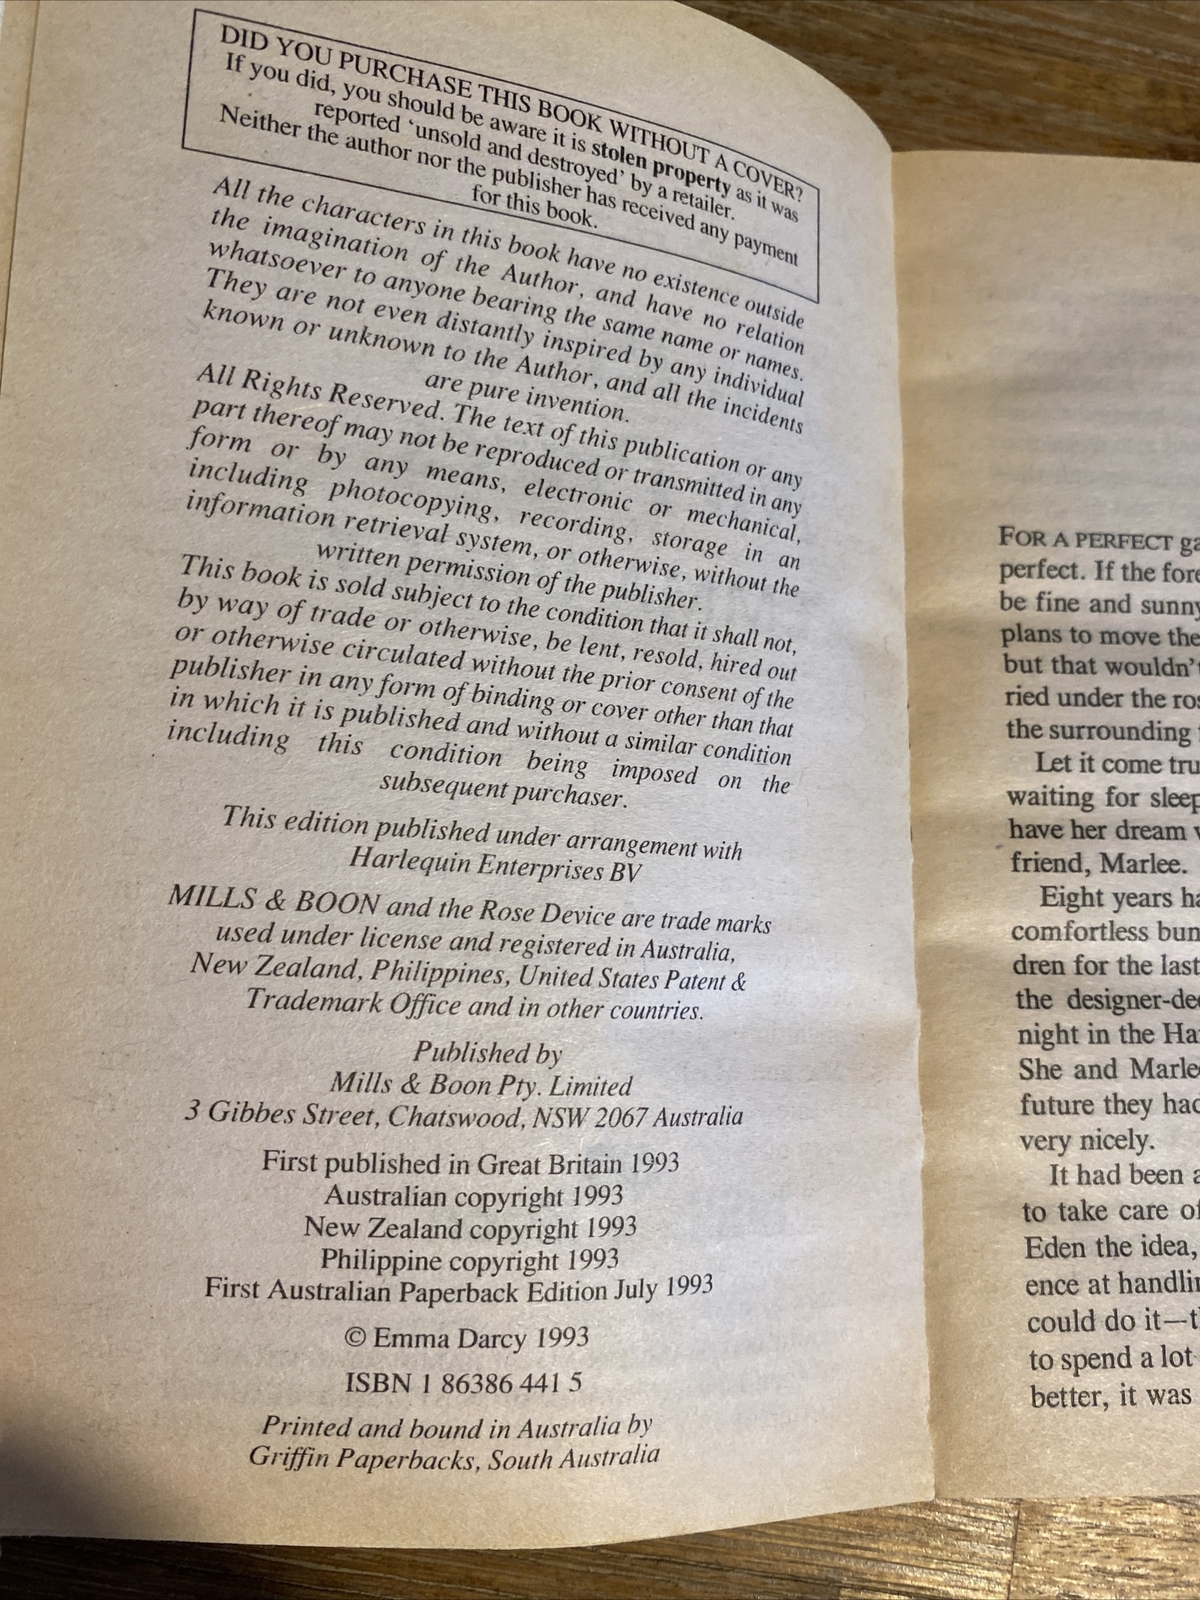 DID YOU PURCHASE THIS BOOK WITHOUT A COVER?
If you did, you should be aware it is stolen property as it was
reported ‘unsold and destroyed’ by a retailer.
Neither the author nor the publisher has received any payment
for this book.
All the characters in this book have no existence outside
the imagination of the Author, and have no relation
whatsoever to anyone bearing the same name or names.
They are not even distantly inspired by any individual
known or unknown to the Author, and all the incidents
are pure invention.
All Rights Reserved. The text of this publication or any
part thereof may not be reproduced or transmitted in any
form or by any means, electronic or mechanical,
including photocopying, recording, storage in an
information retrieval system, or otherwise, without the
written permission of the publisher.
This book is sold subject to the condition that it shall not,
by way of trade or otherwise, be lent, resold, hired out
or otherwise circulated without the prior consent of the
publisher in any form of binding or cover other than that
in which it is published and without a similar condition
including this condition being imposed on the
subsequent purchaser.
This edition published under arrangement with
Harlequin Enterprises BV
MILLS & BOON and the Rose Device are trade marks
used under license and registered in Australia,
New Zealand, Philippines, United States Patent &
Trademark Office and in other countries.
Published by
Mills & Boon Pty. Limited
3 Gibbes Street, Chatswood, NSW 2067 Australia
First published in Great Britain 1993
Australian copyright 1993
New Zealand copyright 1993
Philippine copyright 1993
First Australian Paperback Edition July 1993
© Emma Darcy 1993
ISBN 1 86386 441 5
Printed and bound in Australia by
Griffin Paperbacks, South Australia
FOR A PERFECT
perfect. If the
be fine and sunny
plans to move the
but that wouldn’t
ried under the
the surrounding
Let it come
waiting for
have her dream
friend, Marlee.
Eight years
comfortless
dren for the last
the
night in the
She and
future they
very nicely.
It had been
to take care
Eden the idea,
ence at
could do it—
to spend a lot
better, it was